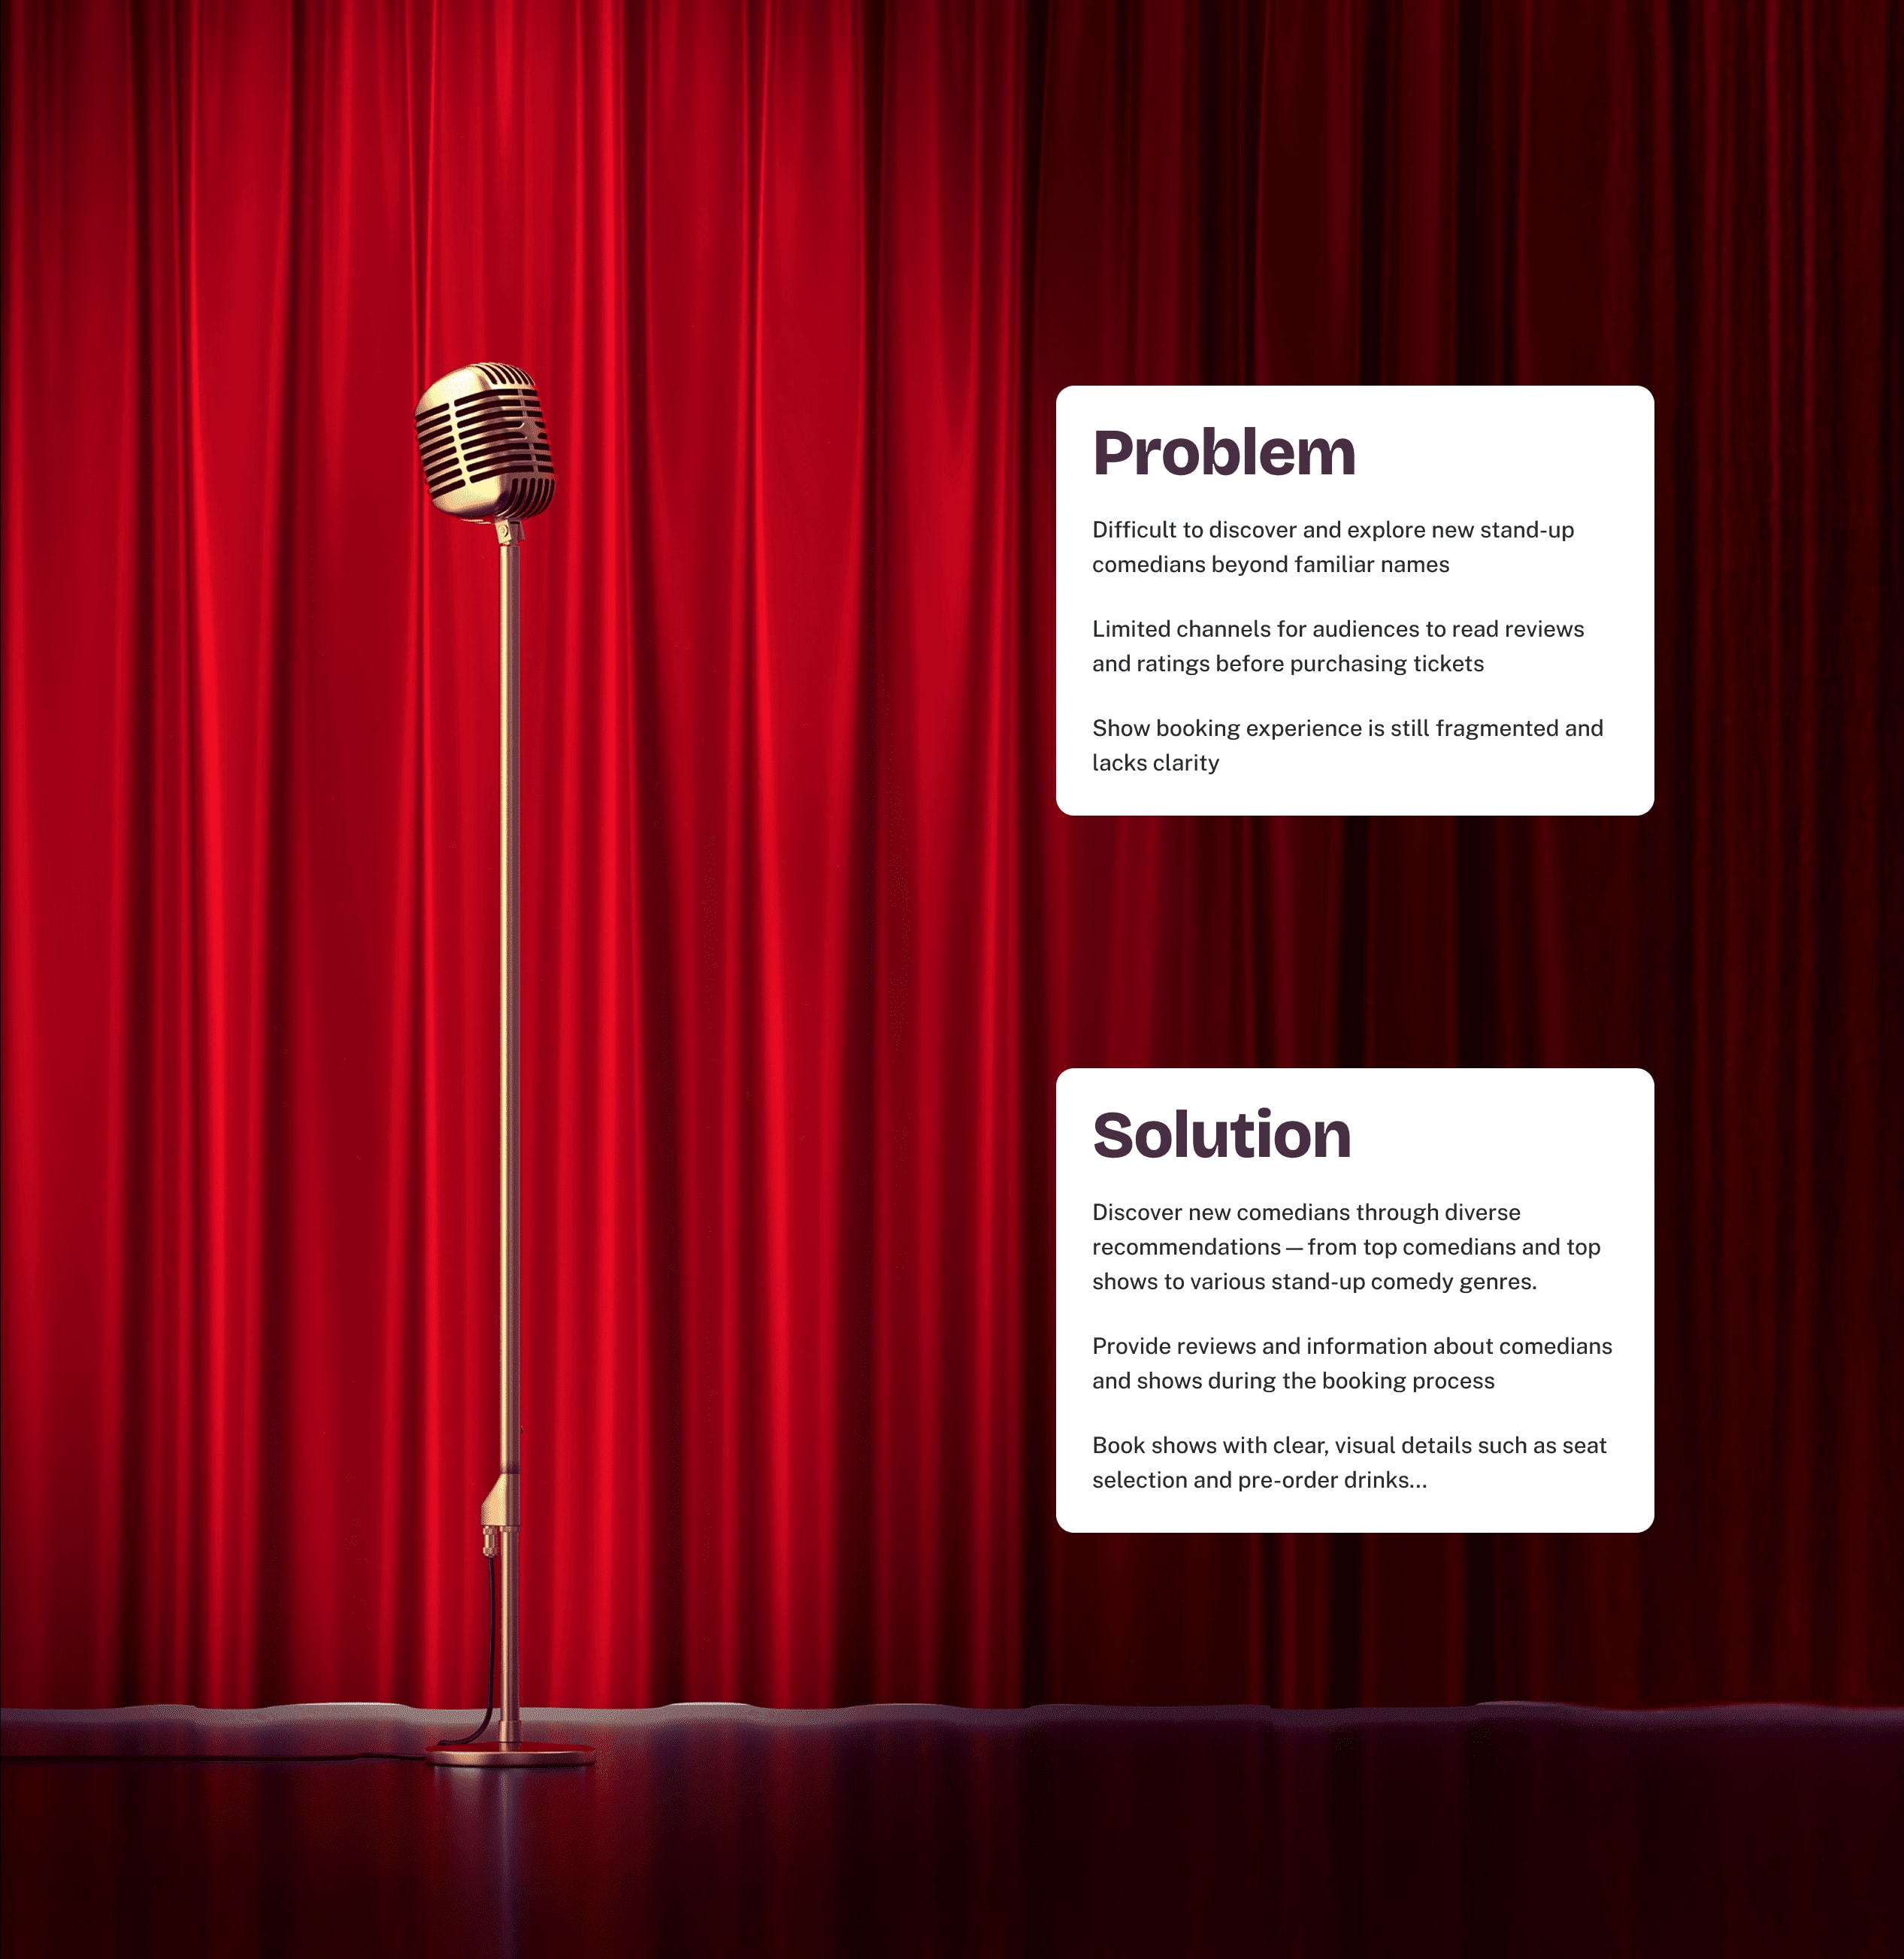 Problem
Difficult to discover and explore new stand-up
comedians beyond familiar names
Limited channels for audiences to read reviews
and ratings before purchasing tickets
Show booking experience is still fragmented and
lacks clarity
Solution
Discover new comedians through diverse
recommendations — from top comedians and top
shows to various stand-up comedy genres.
Provide reviews and information about comedians
and shows during the booking process
Book shows with clear, visual details such as seat
selection and pre-order drinks...